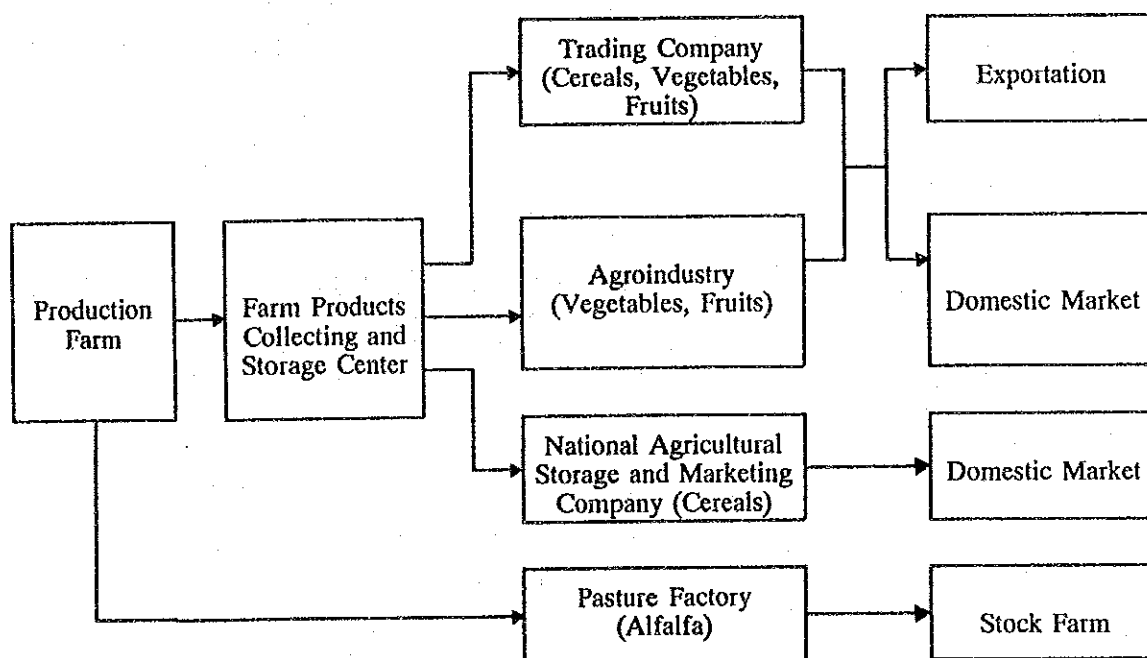 Trading Company
(Cereals, Vegetables,
Fruits)
Exportation
Production
Farm
Farm Products
Collecting and
Storage Center
Agroindustry
(Vegetables, Fruits)
Domestic Market
National Agricultural
Storage and Marketing
Company (Cereals)
Domestic Market
Pasture Factory
(Alfalfa)
Stock Farm